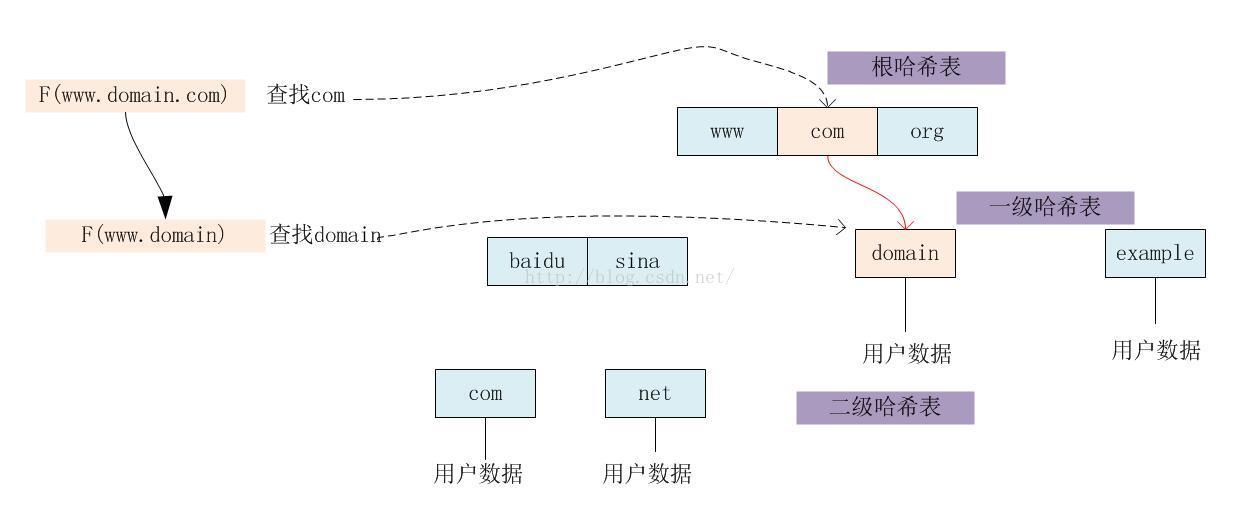 根哈希表
F(www.domain.com)
查找com
www
com
org
一级哈希表
F(www.domain)
查找domain
baidu
sina
domain
example
http://blog.csdn.net/
用户数据
用户数据
com
net
二级哈希表
用户数据
用户数据